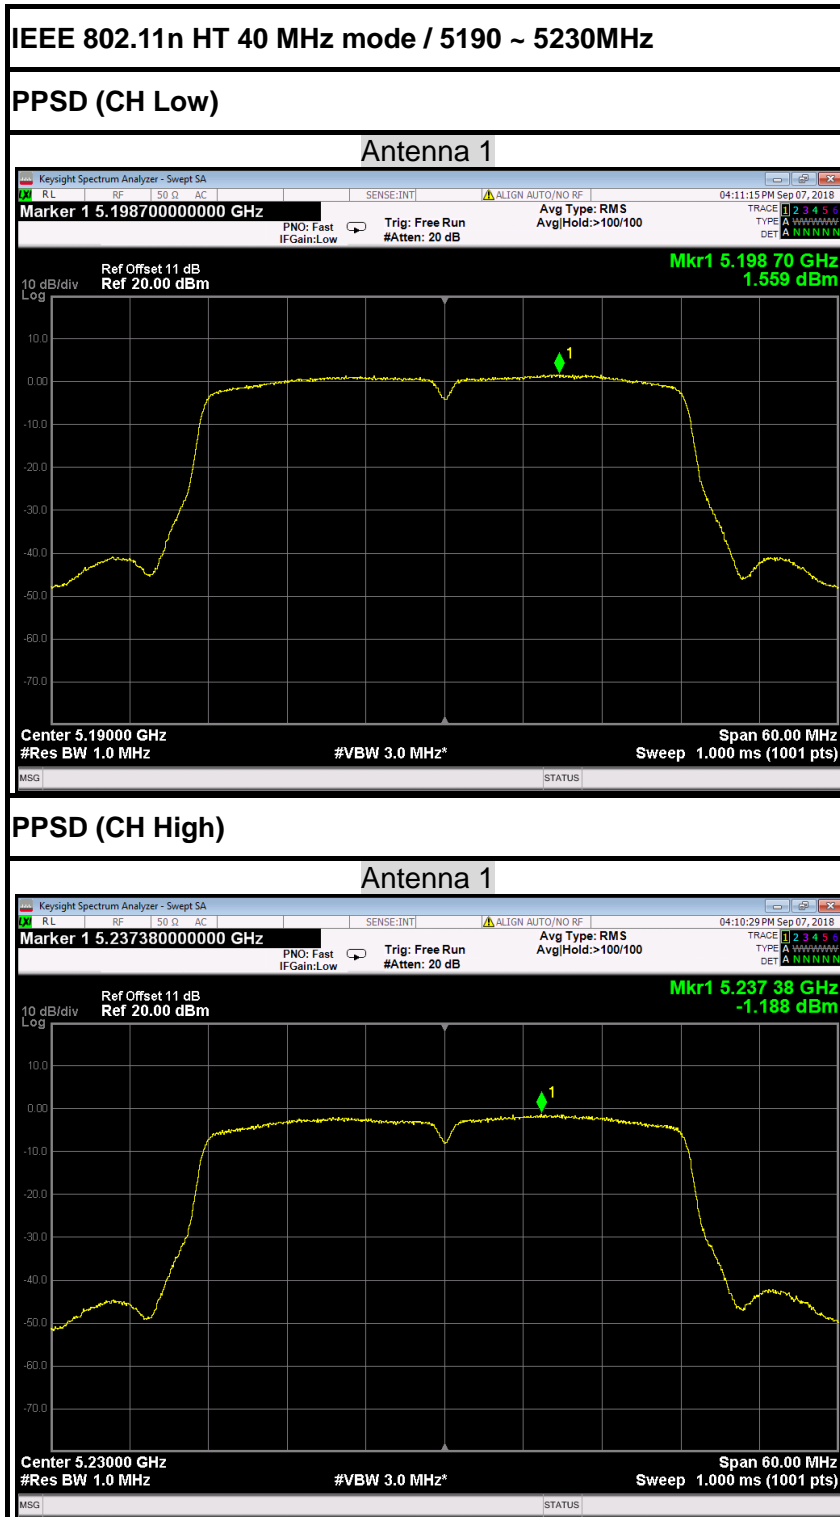 IEEE 802.11n HT 40 MHz mode / 5190 ~ 5230MHz
PPSD (CH Low)
Antenna 1
Keysight Spectrum Analyzer - Swept SA
RL RF 50 Ω AC SENSE:INT ALIGN AUTO/NO RF 04:11:15 PM Sep 07, 2018
Marker 1 5.198700000000 GHz
PNO: Fast
IFGain:Low
Trig: Free Run
#Atten: 20 dB
Avg Type: RMS
Avg|Hold:>100/100
TRACE 1 2 3 4 5 6
TYPE A WWWWW
DET A N N N N N
Mkr1 5.198 70 GHz
1.559 dBm
10 dB/div
Log
Ref Offset 11 dB
Ref 20.00 dBm
10.0
0.00
-10.0
-20.0
-30.0
-40.0
-50.0
-60.0
-70.0
1
Center 5.19000 GHz
#Res BW 1.0 MHz
#VBW 3.0 MHz*
Span 60.00 MHz
Sweep 1.000 ms (1001 pts)
MSG STATUS
PPSD (CH High)
Antenna 1
Keysight Spectrum Analyzer - Swept SA
RL RF 50 Ω AC SENSE:INT ALIGN AUTO/NO RF 04:10:29 PM Sep 07, 2018
Marker 1 5.237380000000 GHz
PNO: Fast
IFGain:Low
Trig: Free Run
#Atten: 20 dB
Avg Type: RMS
Avg|Hold:>100/100
TRACE 1 2 3 4 5 6
TYPE A WWWWW
DET A N N N N N
Mkr1 5.237 38 GHz
-1.188 dBm
10 dB/div
Log
Ref Offset 11 dB
Ref 20.00 dBm
10.0
0.00
-10.0
-20.0
-30.0
-40.0
-50.0
-60.0
-70.0
1
Center 5.23000 GHz
#Res BW 1.0 MHz
#VBW 3.0 MHz*
Span 60.00 MHz
Sweep 1.000 ms (1001 pts)
MSG STATUS